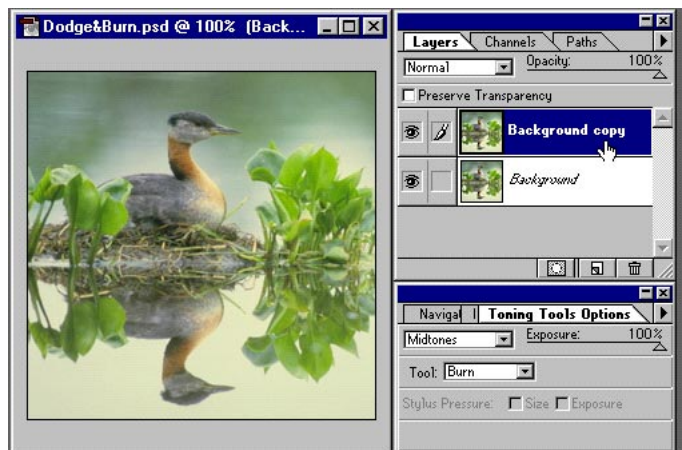 Dodge&Burn.psd @ 100% (Back...
Layers Channels Paths
Normal Opacity: 100%
Preserve Transparency
Background copy
Background
Navigat Toning Tools Options
Midtones Exposure: 100%
Tool: Burn
Stylus Pressure: Size Exposure